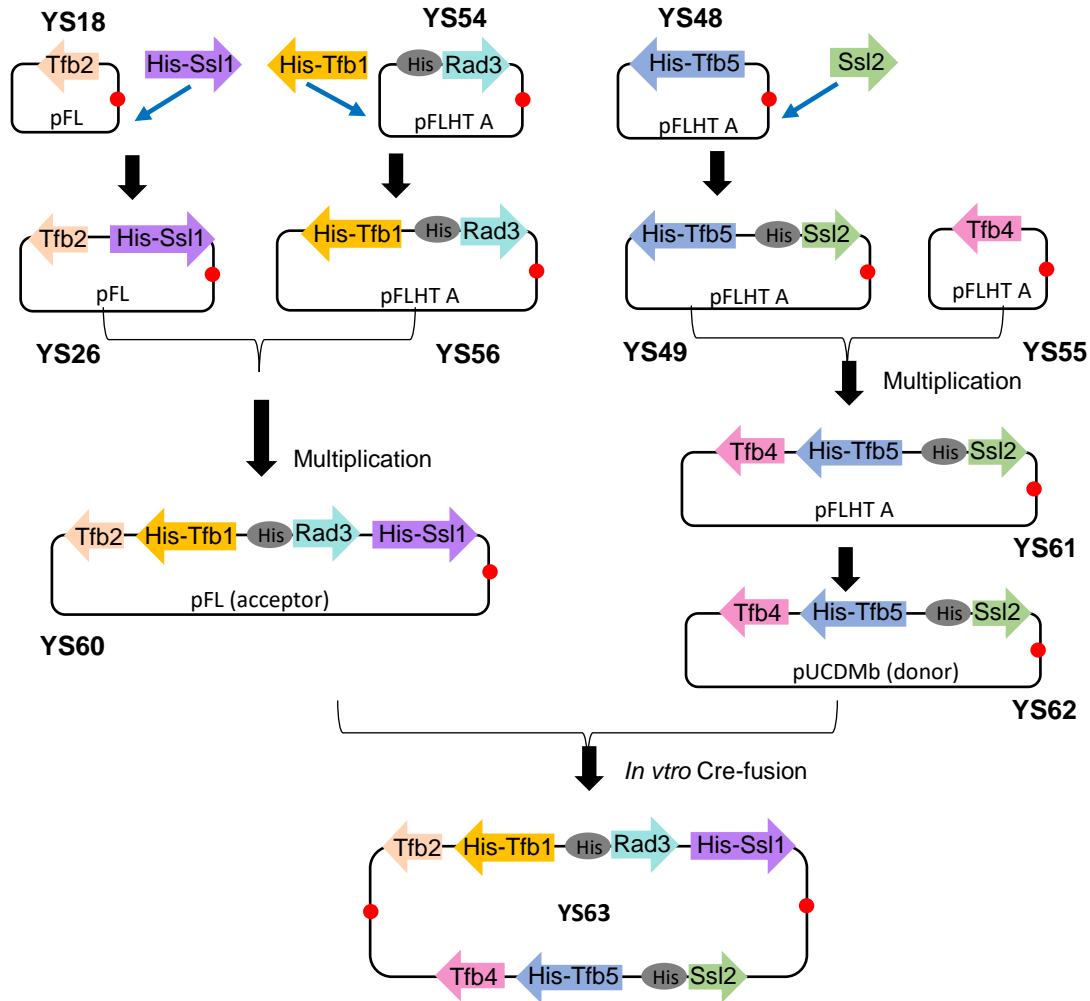 YS18 YS54 YS48
Tfb2 His-Ssl1 His-Tfb1 His Rad3 His-Tfb5 Ssl2
pFL pFLHT A pFLHT A
Tfb2 His-Ssl1 His-Tfb1 His Rad3 His-Tfb5 His Ssl2 Tfb4
pFL pFLHT A pFLHT A pFLHT A
YS26 YS56 YS49 YS55
Multiplication
Multiplication
Tfb4 His-Tfb5 His Ssl2
pFLHT A
YS61
Tfb2 His-Tfb1 His Rad3 His-Ssl1
pFL (acceptor)
YS60
Tfb4 His-Tfb5 His Ssl2
pUCDMb (donor)
YS62
In vtro Cre-fusion
Tfb2 His-Tfb1 His Rad3 His-Ssl1
YS63
Tfb4 His-Tfb5 His Ssl2